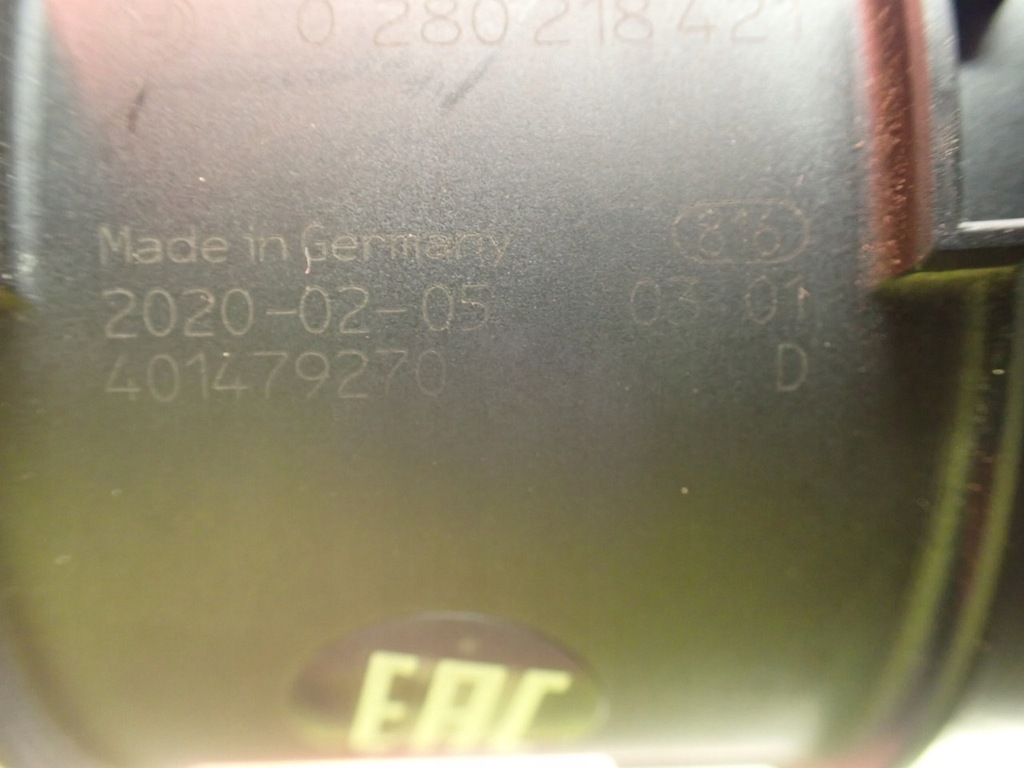 0 280 218 421
Made in Germany 816
2020-02-05 03 01
401479270 D
EAC